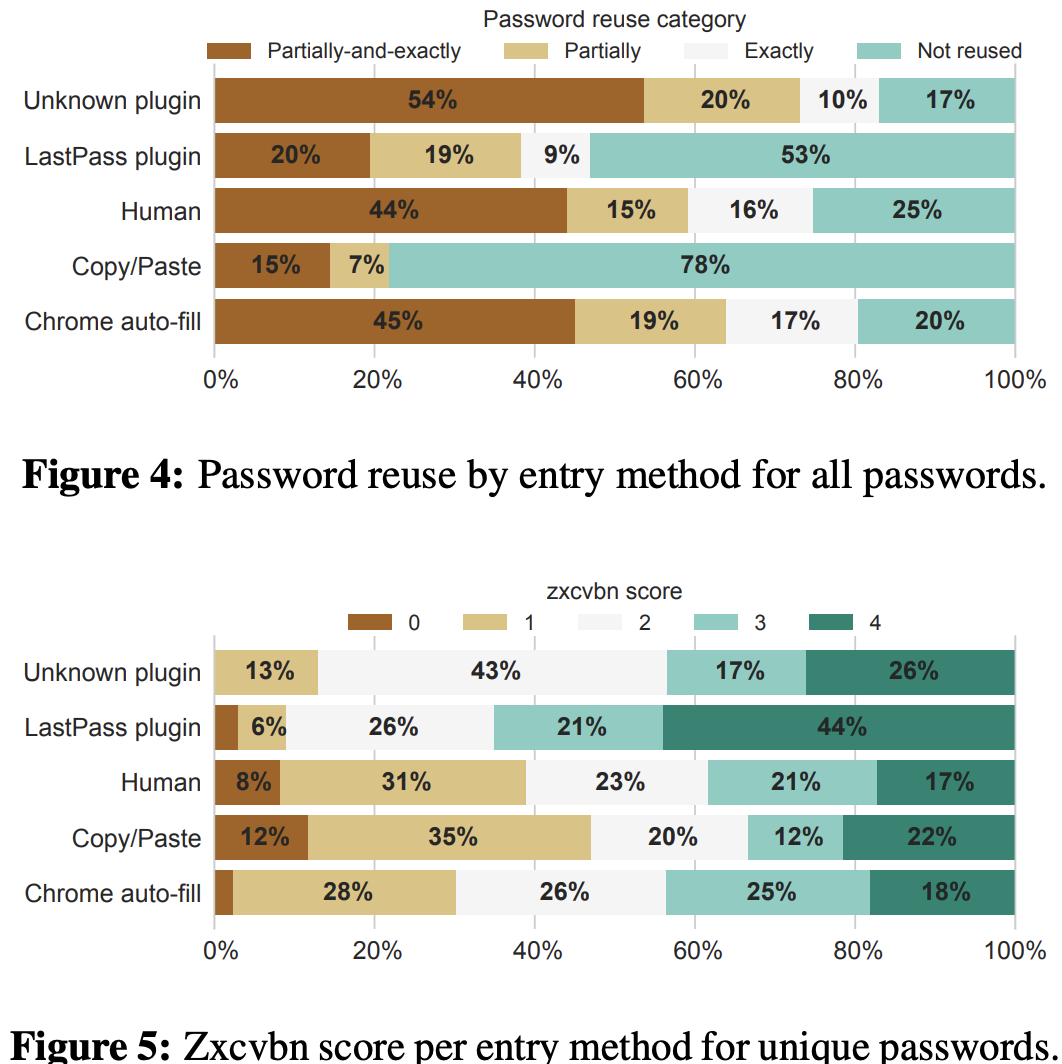 Password reuse category
Partially-and-exactly Partially Exactly Not reused
Unknown plugin 54% 20% 10% 17%
LastPass plugin 20% 19% 9% 53%
Human 44% 15% 16% 25%
Copy/Paste 15% 7% 78%
Chrome auto-fill 45% 19% 17% 20%
0% 20% 40% 60% 80% 100%
Figure 4: Password reuse by entry method for all passwords.
zxcvbn score
0 1 2 3 4
Unknown plugin 13% 43% 17% 26%
LastPass plugin 6% 26% 21% 44%
Human 8% 31% 23% 21% 17%
Copy/Paste 12% 35% 20% 12% 22%
Chrome auto-fill 28% 26% 25% 18%
0% 20% 40% 60% 80% 100%
Figure 5: Zxcvbn score per entry method for unique passwords.